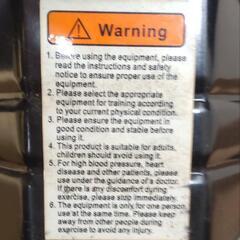 Warning
1. Before using the equipment, please
read the instructions and safety
notice to ensure proper use of the
equipment.
2. Please select the appropriate
equipment for training according
to your current physical condition.
3. Please ensure the equipment in
good condition and stable before
using it.
4. This product is suitable for adults,
children should avoid using it.
5. For high blood pressure, heart
disease and other patients, please
use under the guidance of a doctor.
If there is any discomfort during
exercise, please stop immediately.
6. The equipment is only for one person
use at the same time. Please keep
away from other people during
exercise to avoid any injury.